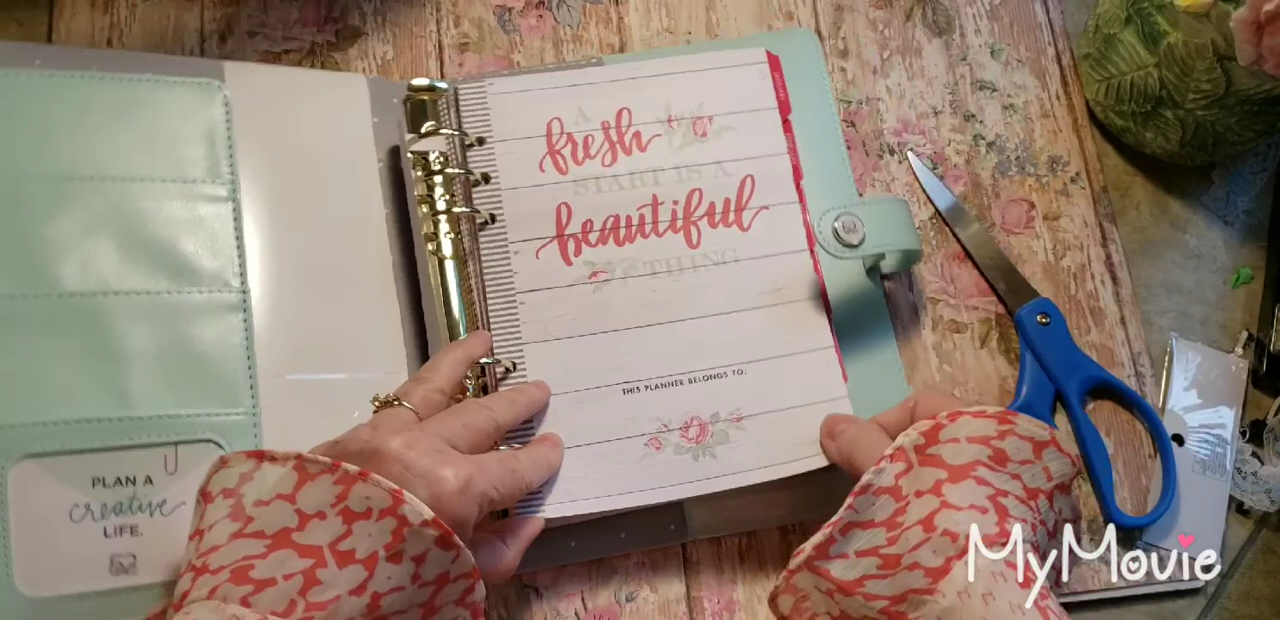 A
fresh
START IS A
beautiful
THING
THIS PLANNER BELONGS TO:
PLAN A
creative
LIFE.
MyMovie